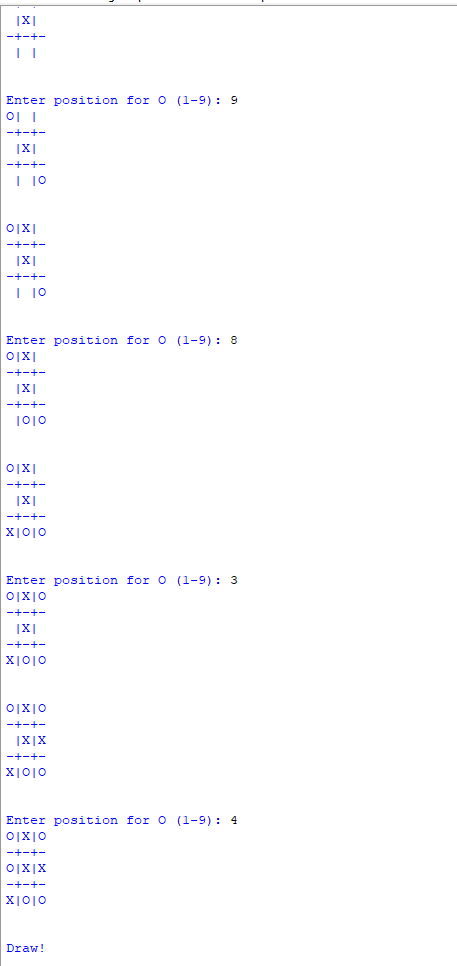 |X|
-+-+-
 | |
Enter position for O (1-9): 9
O| |
-+-+-
 |X|
-+-+-
 | |O
O|X|
-+-+-
 |X|
-+-+-
 | |O
Enter position for O (1-9): 8
O|X|
-+-+-
 |X|
-+-+-
 |O|O
O|X|
-+-+-
 |X|
-+-+-
X|O|O
Enter position for O (1-9): 3
O|X|O
-+-+-
 |X|
-+-+-
X|O|O
O|X|O
-+-+-
 |X|X
-+-+-
X|O|O
Enter position for O (1-9): 4
O|X|O
-+-+-
O|X|X
-+-+-
X|O|O
Draw!